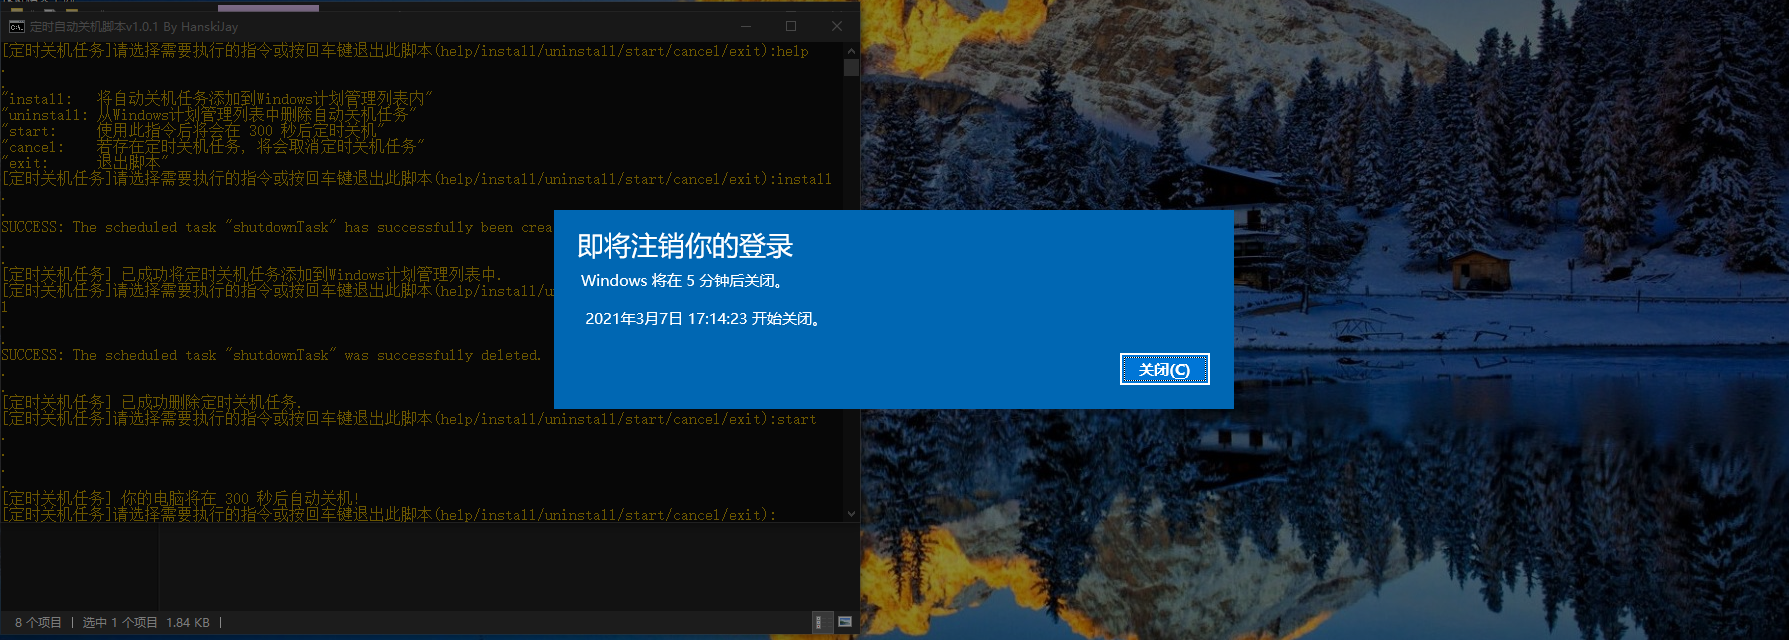 定时自动关机脚本v1.0.1 By HanskiJay
[定时关机任务]请选择需要执行的指令或按回车键退出此脚本(help/install/uninstall/start/cancel/exit):help
.
.
"install:   将自动关机任务添加到Windows计划管理列表内"
"uninstall: 从Windows计划管理列表中删除自动关机任务"
"start:     使用此指令后将会在 300 秒后定时关机"
"cancel:    若存在定时关机任务, 将会取消定时关机任务"
"exit:      退出脚本"
[定时关机任务]请选择需要执行的指令或按回车键退出此脚本(help/install/uninstall/start/cancel/exit):install
.
.
SUCCESS: The scheduled task "shutdownTask" has successfully been crea
.
.
[定时关机任务] 已成功将定时关机任务添加到Windows计划管理列表中.
[定时关机任务]请选择需要执行的指令或按回车键退出此脚本(help/install/u
l
.
.
SUCCESS: The scheduled task "shutdownTask" was successfully deleted.
.
.
[定时关机任务] 已成功删除定时关机任务.
[定时关机任务]请选择需要执行的指令或按回车键退出此脚本(help/install/uninstall/start/cancel/exit):start
.
.
.
.
[定时关机任务] 你的电脑将在 300 秒后自动关机!
[定时关机任务]请选择需要执行的指令或按回车键退出此脚本(help/install/uninstall/start/cancel/exit):
即将注销你的登录
Windows 将在 5 分钟后关闭。
2021年3月7日 17:14:23 开始关闭。
关闭(C)
8 个项目 | 选中 1 个项目 1.84 KB |